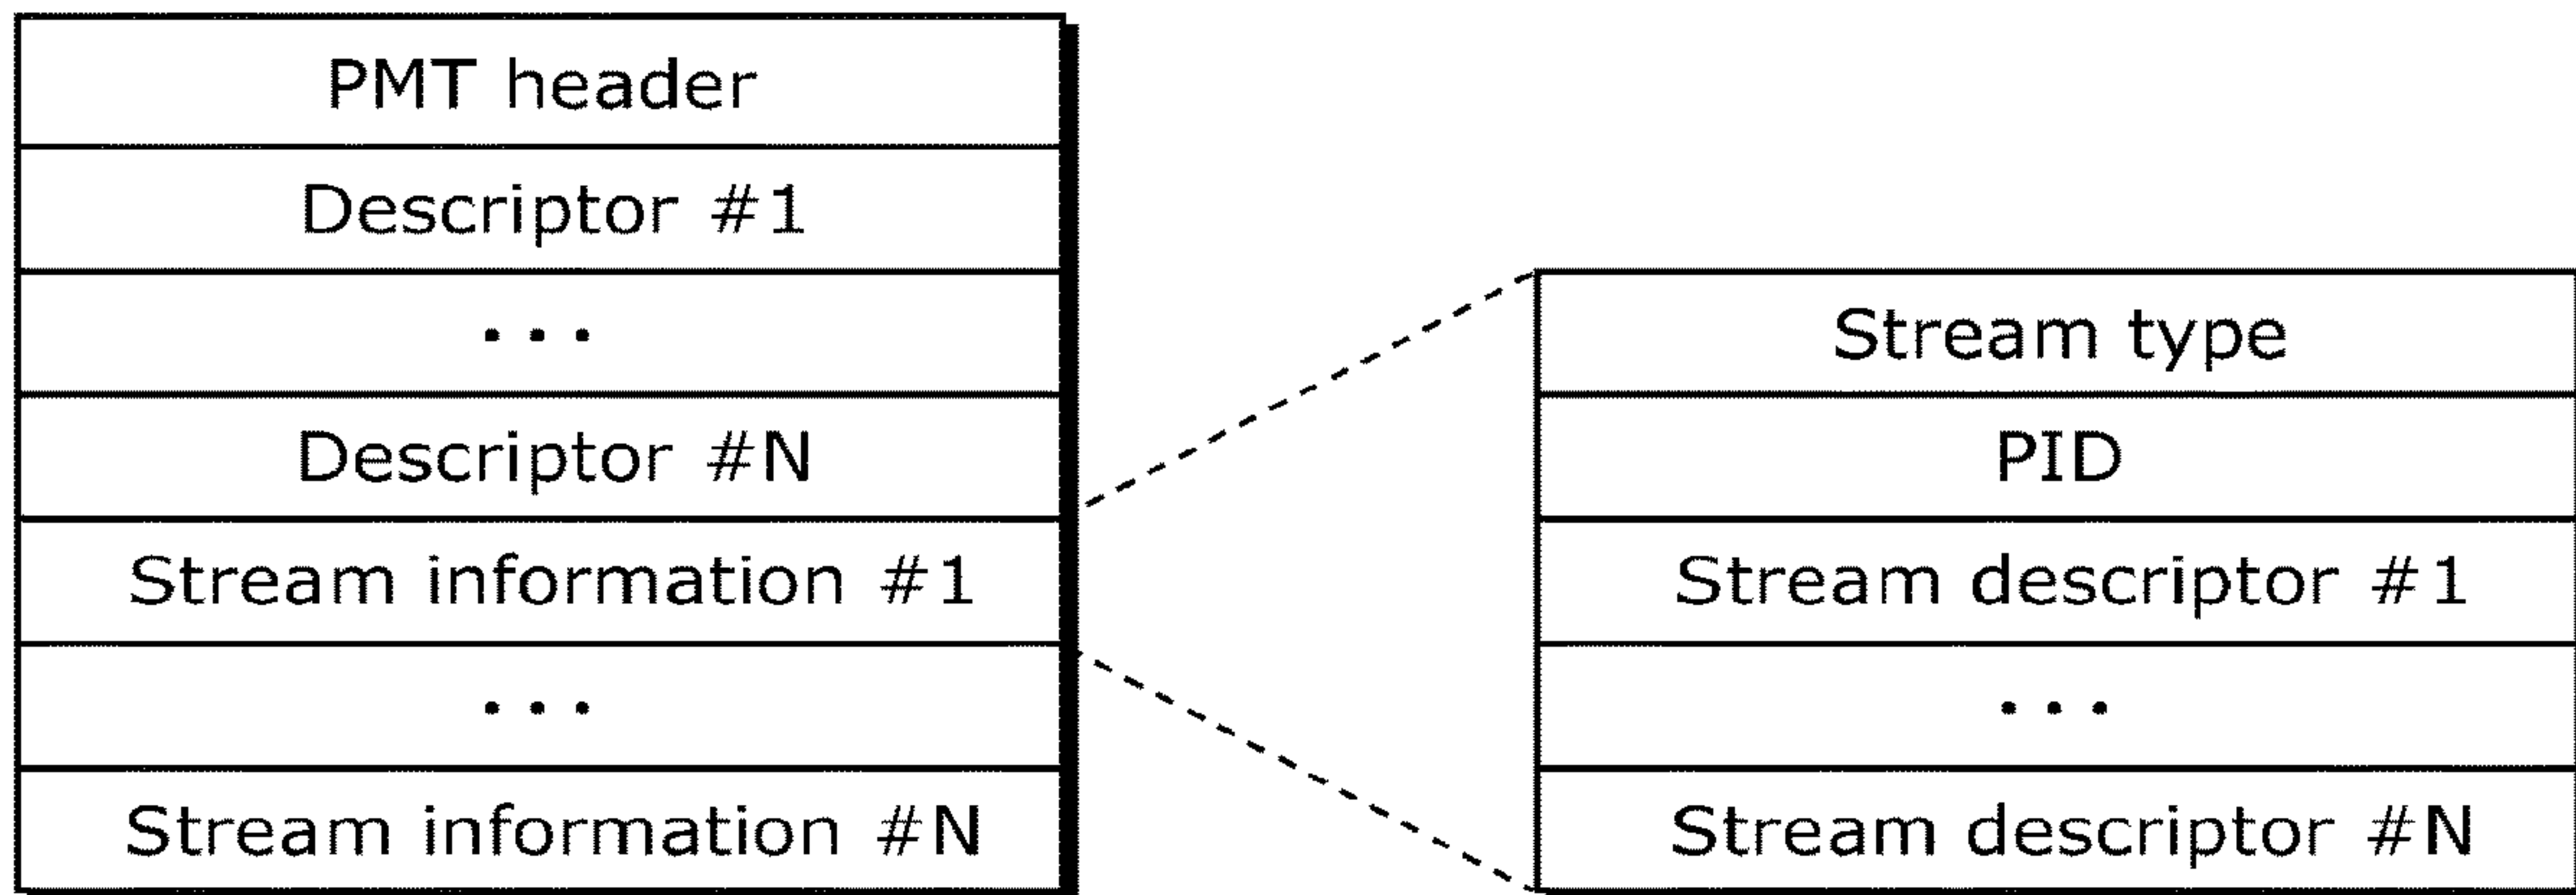 PMT header
Descriptor #1
...
Descriptor #N
Stream information #1
...
Stream information #N
Stream type
PID
Stream descriptor #1
...
Stream descriptor #N